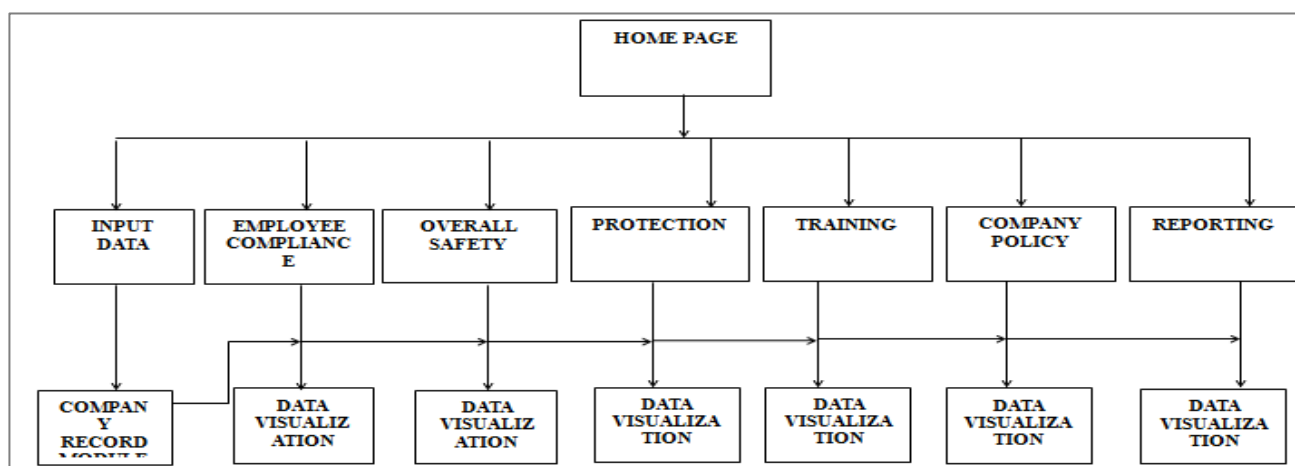 HOME PAGE
INPUT
DATA
EMPLOYEE
COMPLIANC
E
OVERALL
SAFETY
PROTECTION
TRAINING
COMPANY
POLICY
REPORTING
COMPAN
Y
RECORD
MODULE
DATA
VISUALIZ
ATION
DATA
VISUALIZ
ATION
DATA
VISUALIZA
TION
DATA
VISUALIZA
TION
DATA
VISUALIZA
TION
DATA
VISUALIZA
TION